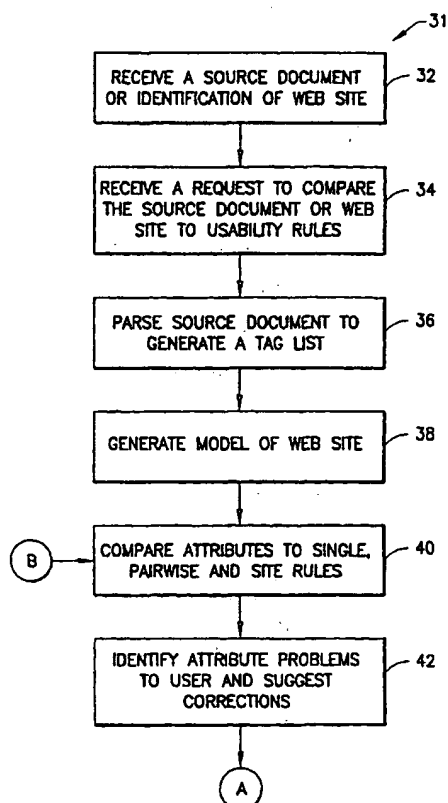 31
RECEIVE A SOURCE DOCUMENT
OR IDENTIFICATION OF WEB SITE
32
RECEIVE A REQUEST TO COMPARE
THE SOURCE DOCUMENT OR WEB
SITE TO USABILITY RULES
34
PARSE SOURCE DOCUMENT TO
GENERATE A TAG LIST
36
GENERATE MODEL OF WEB SITE
38
B
COMPARE ATTRIBUTES TO SINGLE,
PAIRWISE AND SITE RULES
40
IDENTIFY ATTRIBUTE PROBLEMS
TO USER AND SUGGEST
CORRECTIONS
42
A